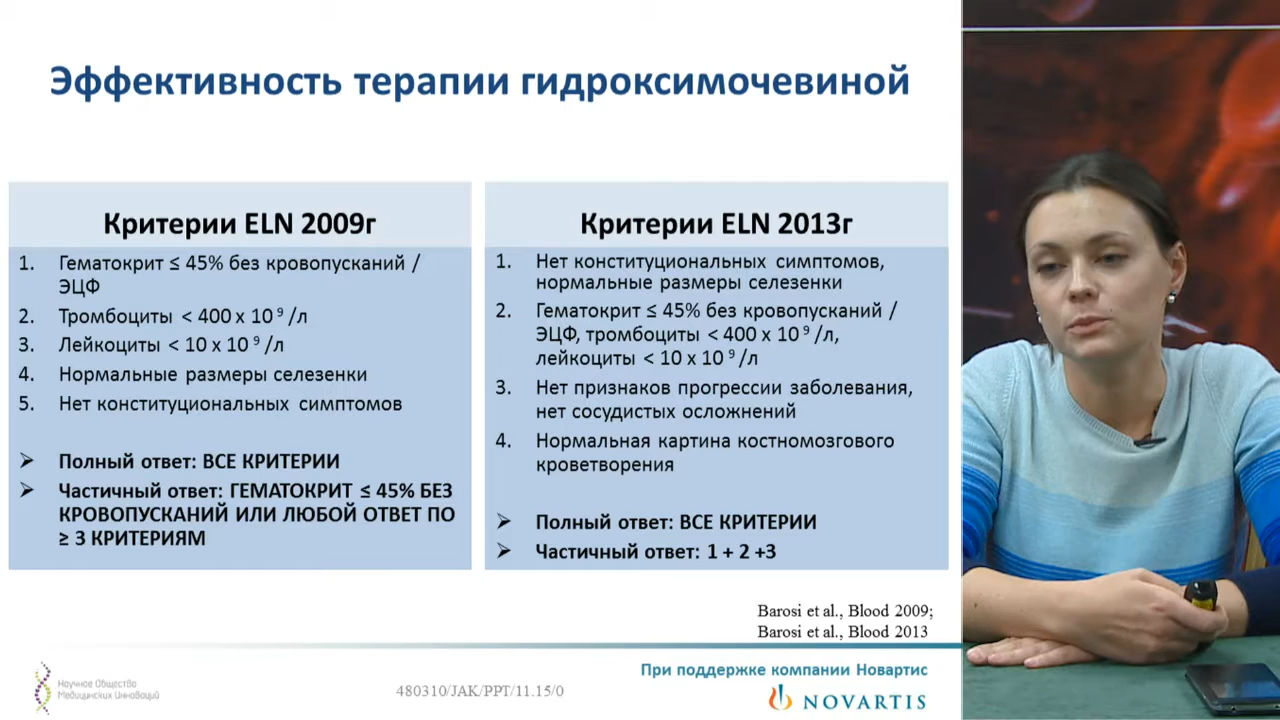 Эффективность терапии гидроксимочевиной
Критерии ELN 2009г
1. Гематокрит ≤ 45% без кровопусканий /
ЭЦФ
2. Тромбоциты < 400 х 10 ⁹ /л
3. Лейкоциты < 10 х 10 ⁹ /л
4. Нормальные размеры селезенки
5. Нет конституциональных симптомов
➢ Полный ответ: ВСЕ КРИТЕРИИ
➢ Частичный ответ: ГЕМАТОКРИТ ≤ 45% БЕЗ
КРОВОПУСКАНИЙ ИЛИ ЛЮБОЙ ОТВЕТ ПО
≥ 3 КРИТЕРИЯМ
Критерии ELN 2013г
1. Нет конституциональных симптомов,
нормальные размеры селезенки
2. Гематокрит ≤ 45% без кровопусканий /
ЭЦФ, тромбоциты < 400 х 10 ⁹ /л,
лейкоциты < 10 х 10 ⁹ /л
3. Нет признаков прогрессии заболевания,
нет сосудистых осложнений
4. Нормальная картина костномозгового
кроветворения
➢ Полный ответ: ВСЕ КРИТЕРИИ
➢ Частичный ответ: 1 + 2 +3
Barosi et al., Blood 2009;
Barosi et al., Blood 2013
При поддержке компании Новартис
Научное Общество
Медицинских Инноваций
480310/JAK/PPT/11.15/0
NOVARTIS